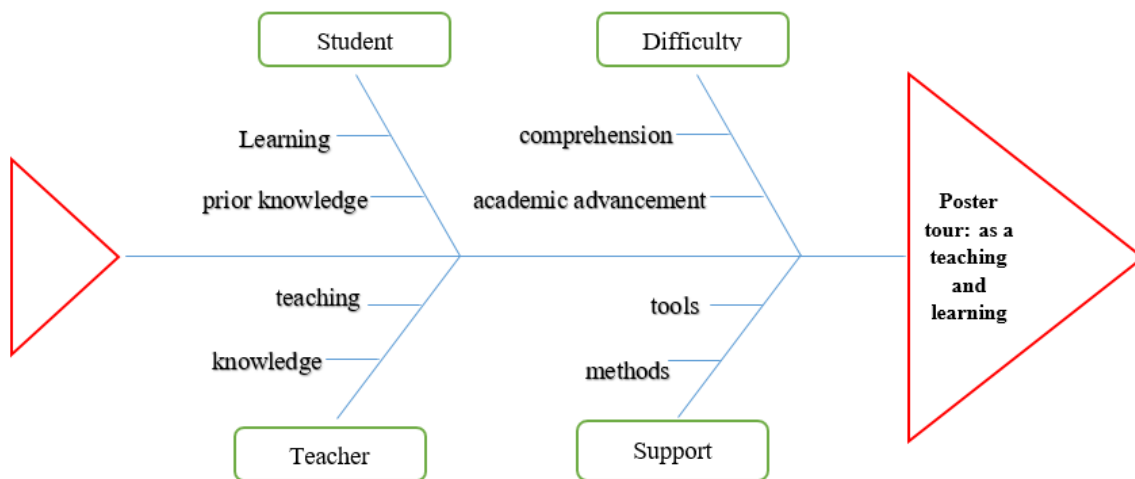 Student
Difficulty
Learning
comprehension
prior knowledge
academic advancement
Poster
tour: as a
teaching
and
learning
teaching
tools
knowledge
methods
Teacher
Support